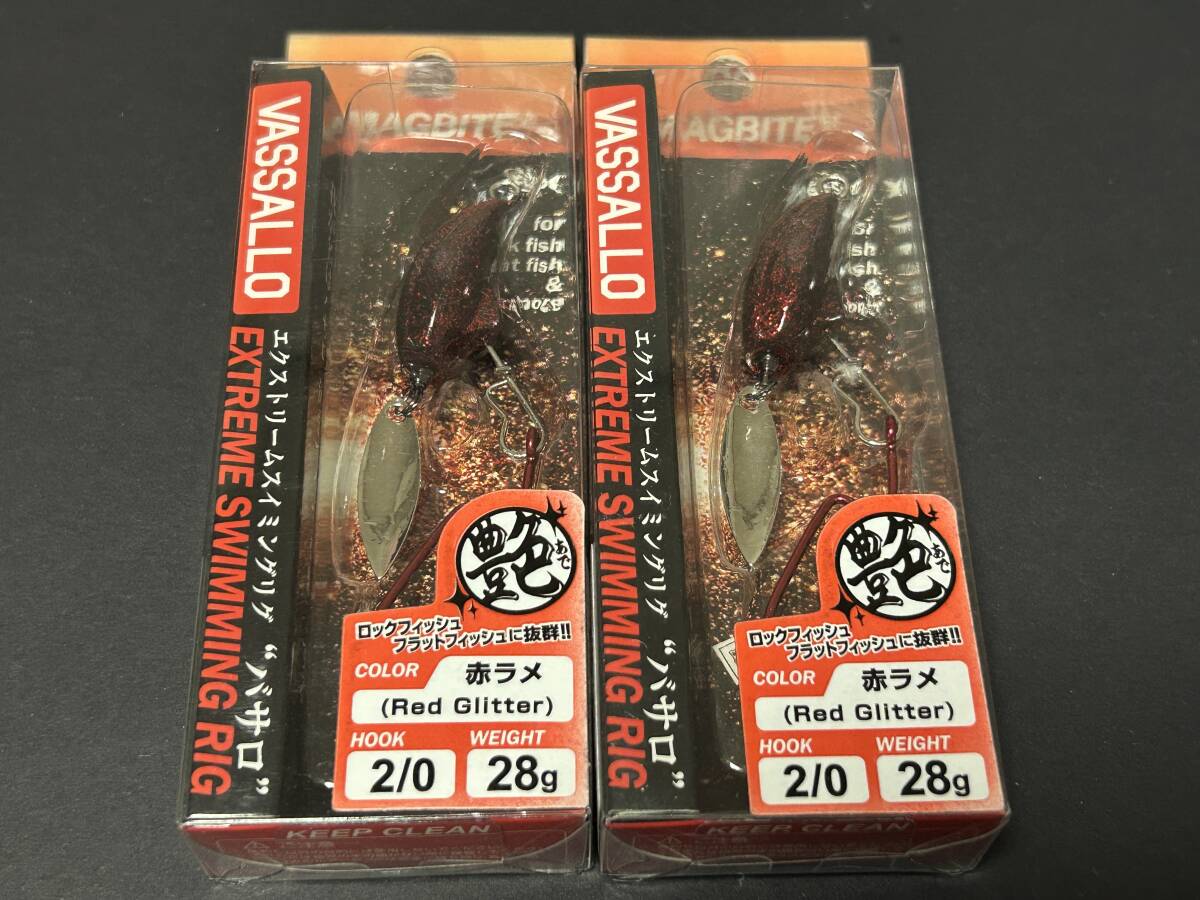 MAGBITE
VASSALLO
エクストリームスイミングリグ “バサロ”
EXTREME SWIMMING RIG
for
fish
fish
&
艶
あで
ロックフィッシュ
フラットフィッシュに抜群!!
COLOR
赤ラメ
(Red Glitter)
HOOK
2/0
WEIGHT
28g
KEEP CLEAN
MAGBITE
VASSALLO
エクストリームスイミングリグ “バサロ”
EXTREME SWIMMING RIG
&
艶
あで
ロックフィッシュ
フラットフィッシュに抜群!!
COLOR
赤ラメ
(Red Glitter)
HOOK
2/0
WEIGHT
28g
KEEP CLEAN